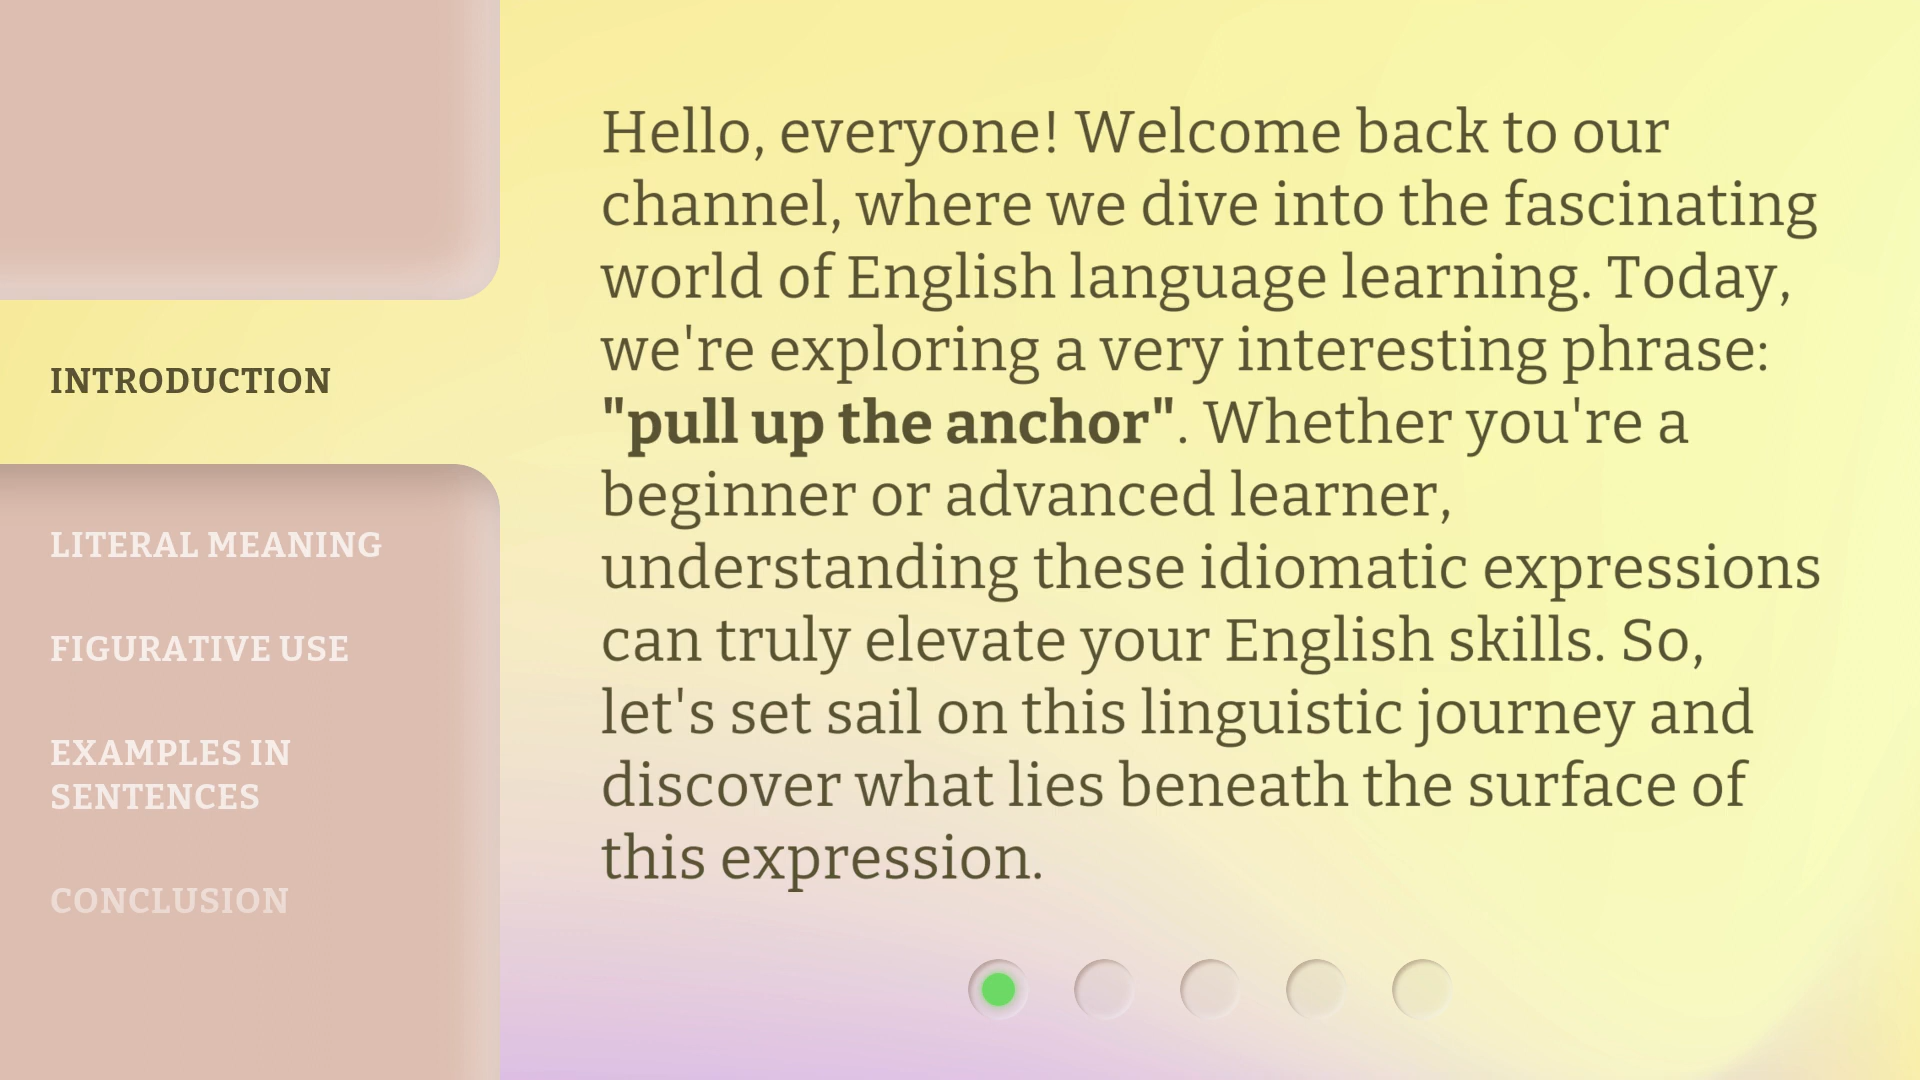 INTRODUCTION
LITERAL MEANING
FIGURATIVE USE
EXAMPLES IN
SENTENCES
CONCLUSION
Hello, everyone! Welcome back to our
channel, where we dive into the fascinating
world of English language learning. Today,
we're exploring a very interesting phrase:
"pull up the anchor". Whether you're a
beginner or advanced learner,
understanding these idiomatic expressions
can truly elevate your English skills. So,
let's set sail on this linguistic journey and
discover what lies beneath the surface of
this expression.